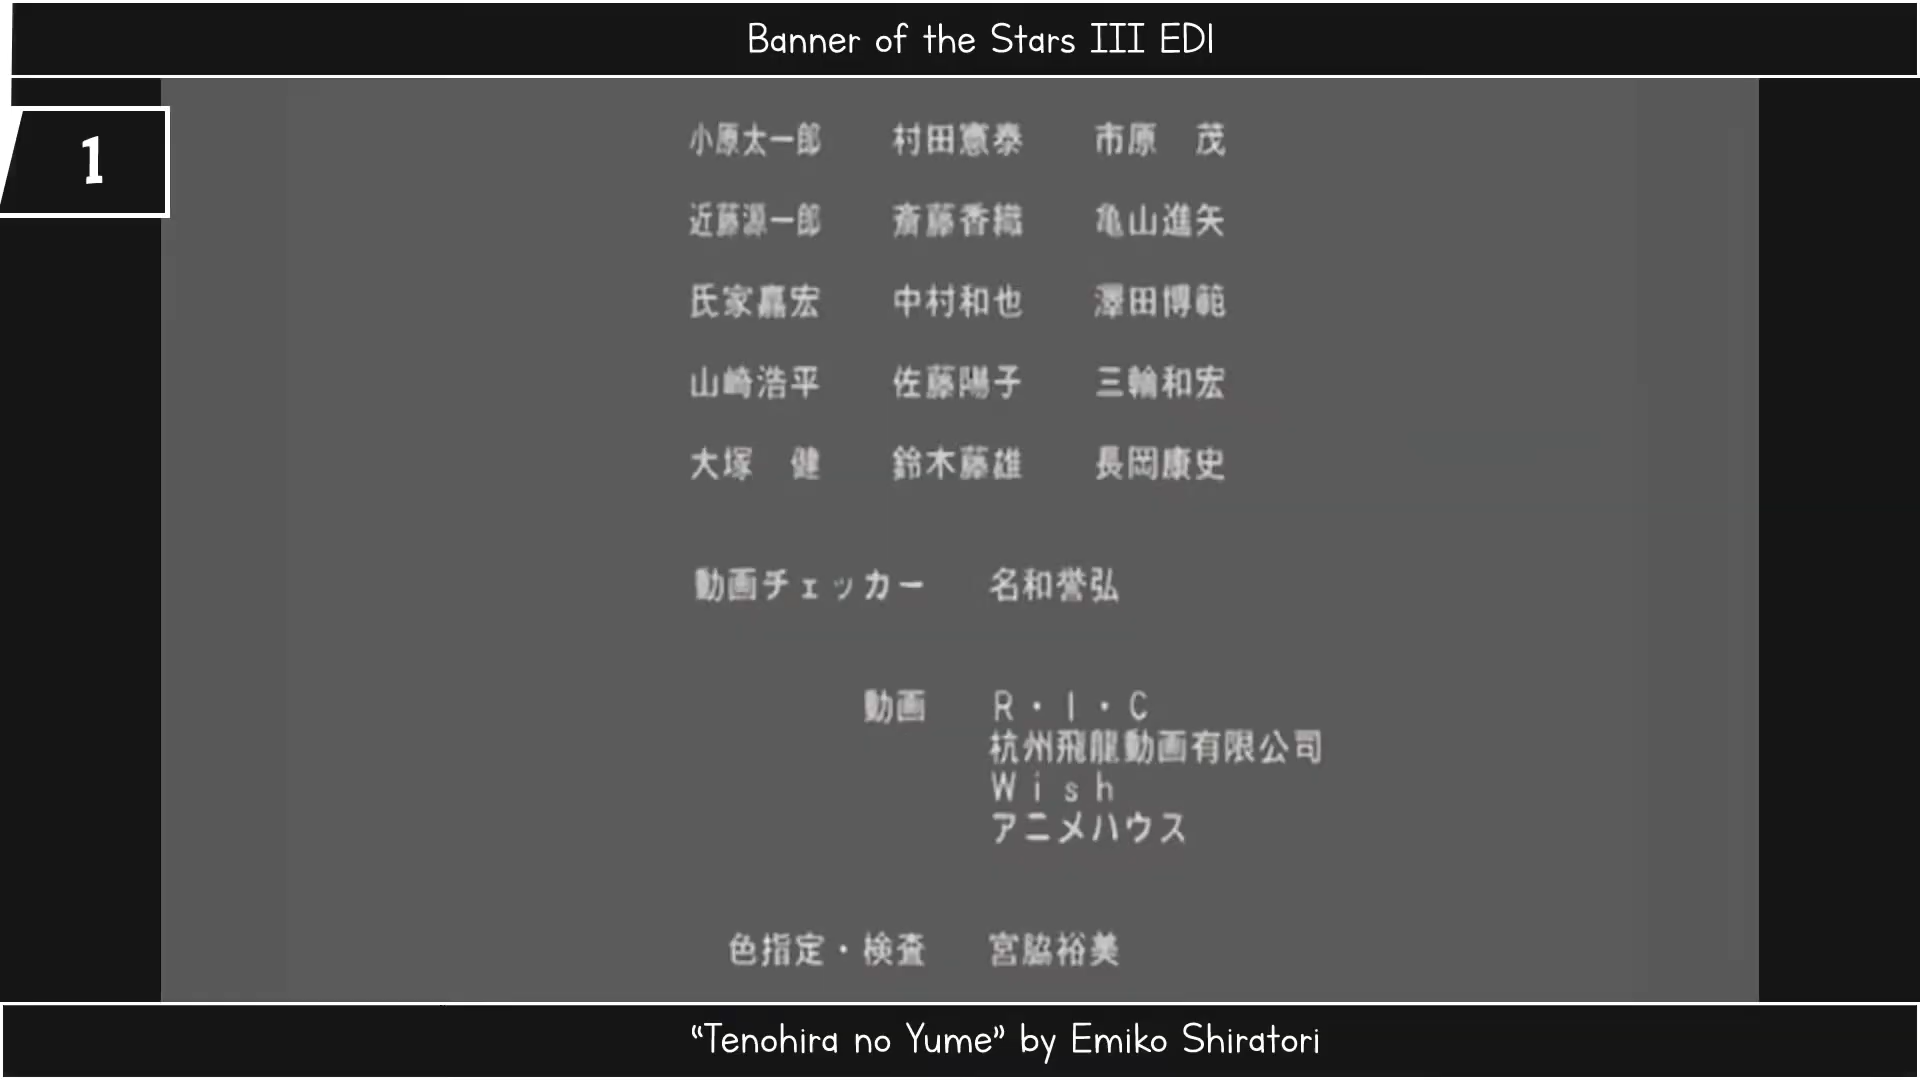 Banner of the Stars III ED1
1
小原太一郎 村田憲泰 市原 茂
近藤源一郎 斎藤香織 亀山進矢
氏家嘉宏 中村和也 澤田博範
山崎浩平 佐藤陽子 三輪和宏
大塚 健 鈴木藤雄 長岡康史
動画チェッカー 名和誉弘
動画 R・I・C
杭州飛龍動画有限公司
Wish
アニメハウス
色指定・検査 宮脇裕美
“Tenohira no Yume” by Emiko Shiratori